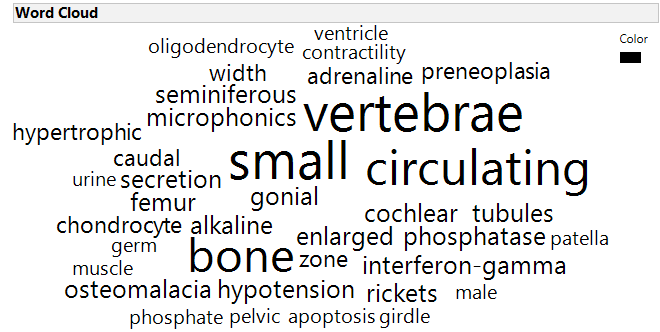 Word Cloud
Color
ventricle
oligodendrocyte contractility
width adrenaline preneoplasia
seminiferous
vertebrae
microphonics
hypertrophic
caudal small circulating
urine secretion
femur gonial
cochlear tubules
chondrocyte alkaline
enlarged phosphatase patella
germ bone zone
muscle interferon-gamma
osteomalacia hypotension rickets male
phosphate pelvic apoptosis girdle